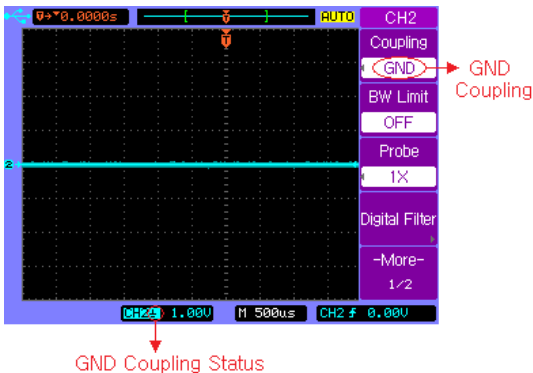 0.0000s AUTO CH2
T
Coupling
GND
GND Coupling
BW Limit
OFF
Probe
1X
2
Digital Filter
-More-
1/2
CH2 1.00V M 500us CH2 0.00V
GND Coupling Status